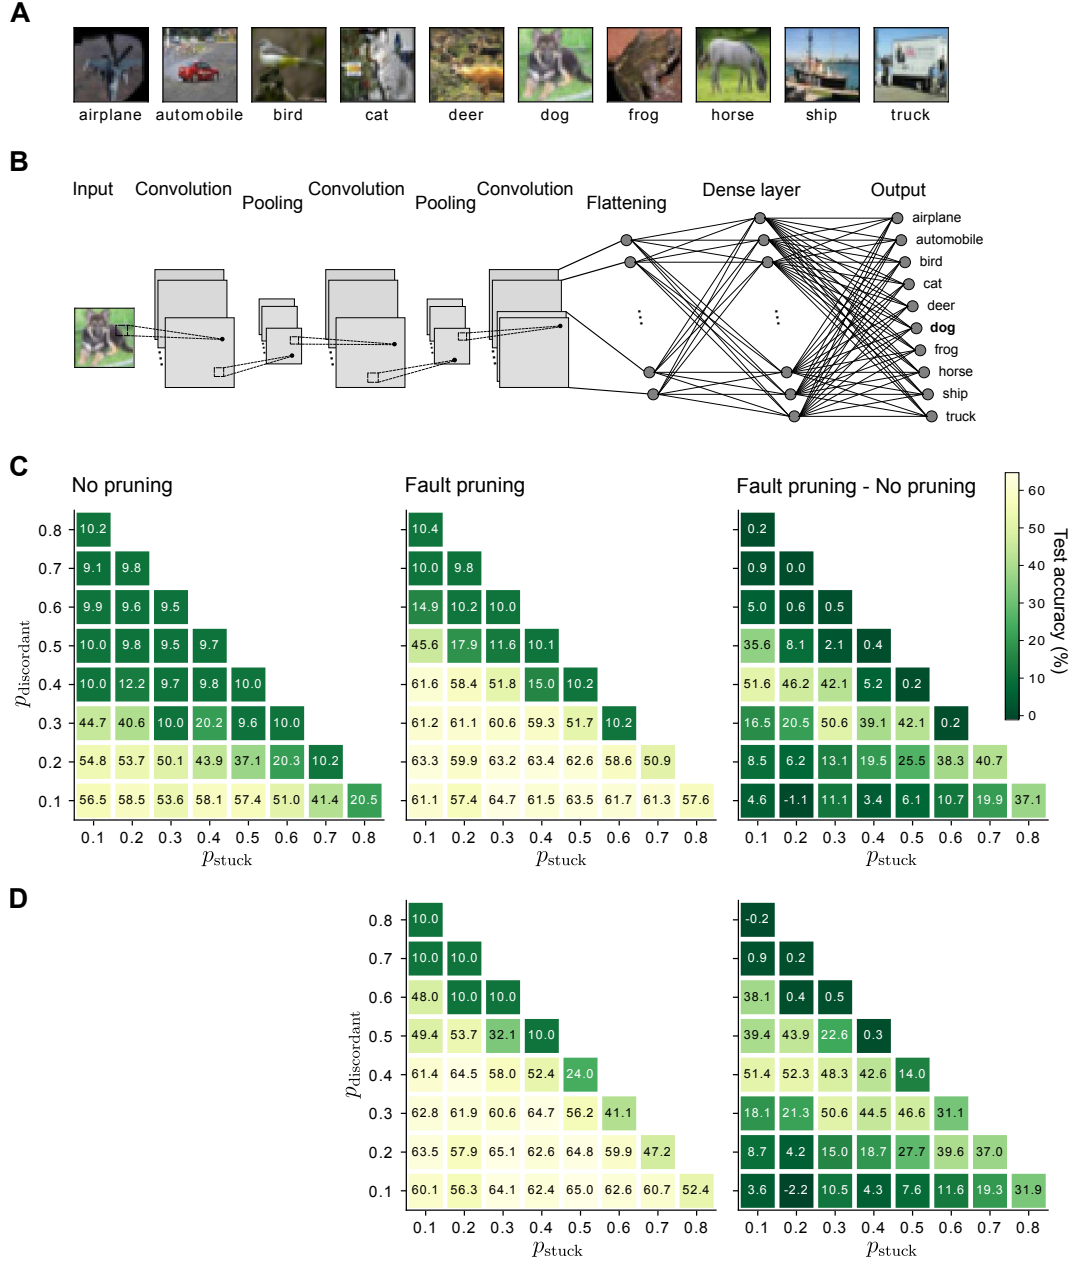 A
airplane automobile bird cat deer dog frog horse ship truck
B
Input Convolution Pooling Convolution Pooling Convolution Flattening Dense layer Output
airplane
automobile
bird
cat
deer
dog
frog
horse
ship
truck
C
No pruning
0.8 10.2
0.7 9.1 9.8
0.6 9.9 9.6 9.5
0.5 10.0 9.8 9.5 9.7
0.4 10.0 12.2 9.7 9.8 10.0
0.3 44.7 40.6 10.0 20.2 9.6 10.0
0.2 54.8 53.7 50.1 43.9 37.1 20.3 10.2
0.1 56.5 58.5 53.6 58.1 57.4 51.0 41.4 20.5
0.1 0.2 0.3 0.4 0.5 0.6 0.7 0.8
p_stuck
p_discordant
Fault pruning
10.4
10.0 9.8
14.9 10.2 10.0
45.6 17.9 11.6 10.1
61.6 58.4 51.8 15.0 10.2
61.2 61.1 60.6 59.3 51.7 10.2
63.3 59.9 63.2 63.4 62.6 58.6 50.9
61.1 57.4 64.7 61.5 63.5 61.7 61.3 57.6
0.1 0.2 0.3 0.4 0.5 0.6 0.7 0.8
p_stuck
Fault pruning - No pruning
0.2
0.9 0.0
5.0 0.6 0.5
35.6 8.1 2.1 0.4
51.6 46.2 42.1 5.2 0.2
16.5 20.5 50.6 39.1 42.1 0.2
8.5 6.2 13.1 19.5 25.5 38.3 40.7
4.6 -1.1 11.1 3.4 6.1 10.7 19.9 37.1
0.1 0.2 0.3 0.4 0.5 0.6 0.7 0.8
p_stuck
60
50
40
30
20
10
0
Test accuracy (%)
D
0.8 10.0
0.7 10.0 10.0
0.6 48.0 10.0 10.0
0.5 49.4 53.7 32.1 10.0
0.4 61.4 64.5 58.0 52.4 24.0
0.3 62.8 61.9 60.6 64.7 56.2 41.1
0.2 63.5 57.9 65.1 62.6 64.8 59.9 47.2
0.1 60.1 56.3 64.1 62.4 65.0 62.6 60.7 52.4
0.1 0.2 0.3 0.4 0.5 0.6 0.7 0.8
p_stuck
p_discordant
-0.2
0.9 0.2
38.1 0.4 0.5
39.4 43.9 22.6 0.3
51.4 52.3 48.3 42.6 14.0
18.1 21.3 50.6 44.5 46.6 31.1
8.7 4.2 15.0 18.7 27.7 39.6 37.0
3.6 -2.2 10.5 4.3 7.6 11.6 19.3 31.9
0.1 0.2 0.3 0.4 0.5 0.6 0.7 0.8
p_stuck